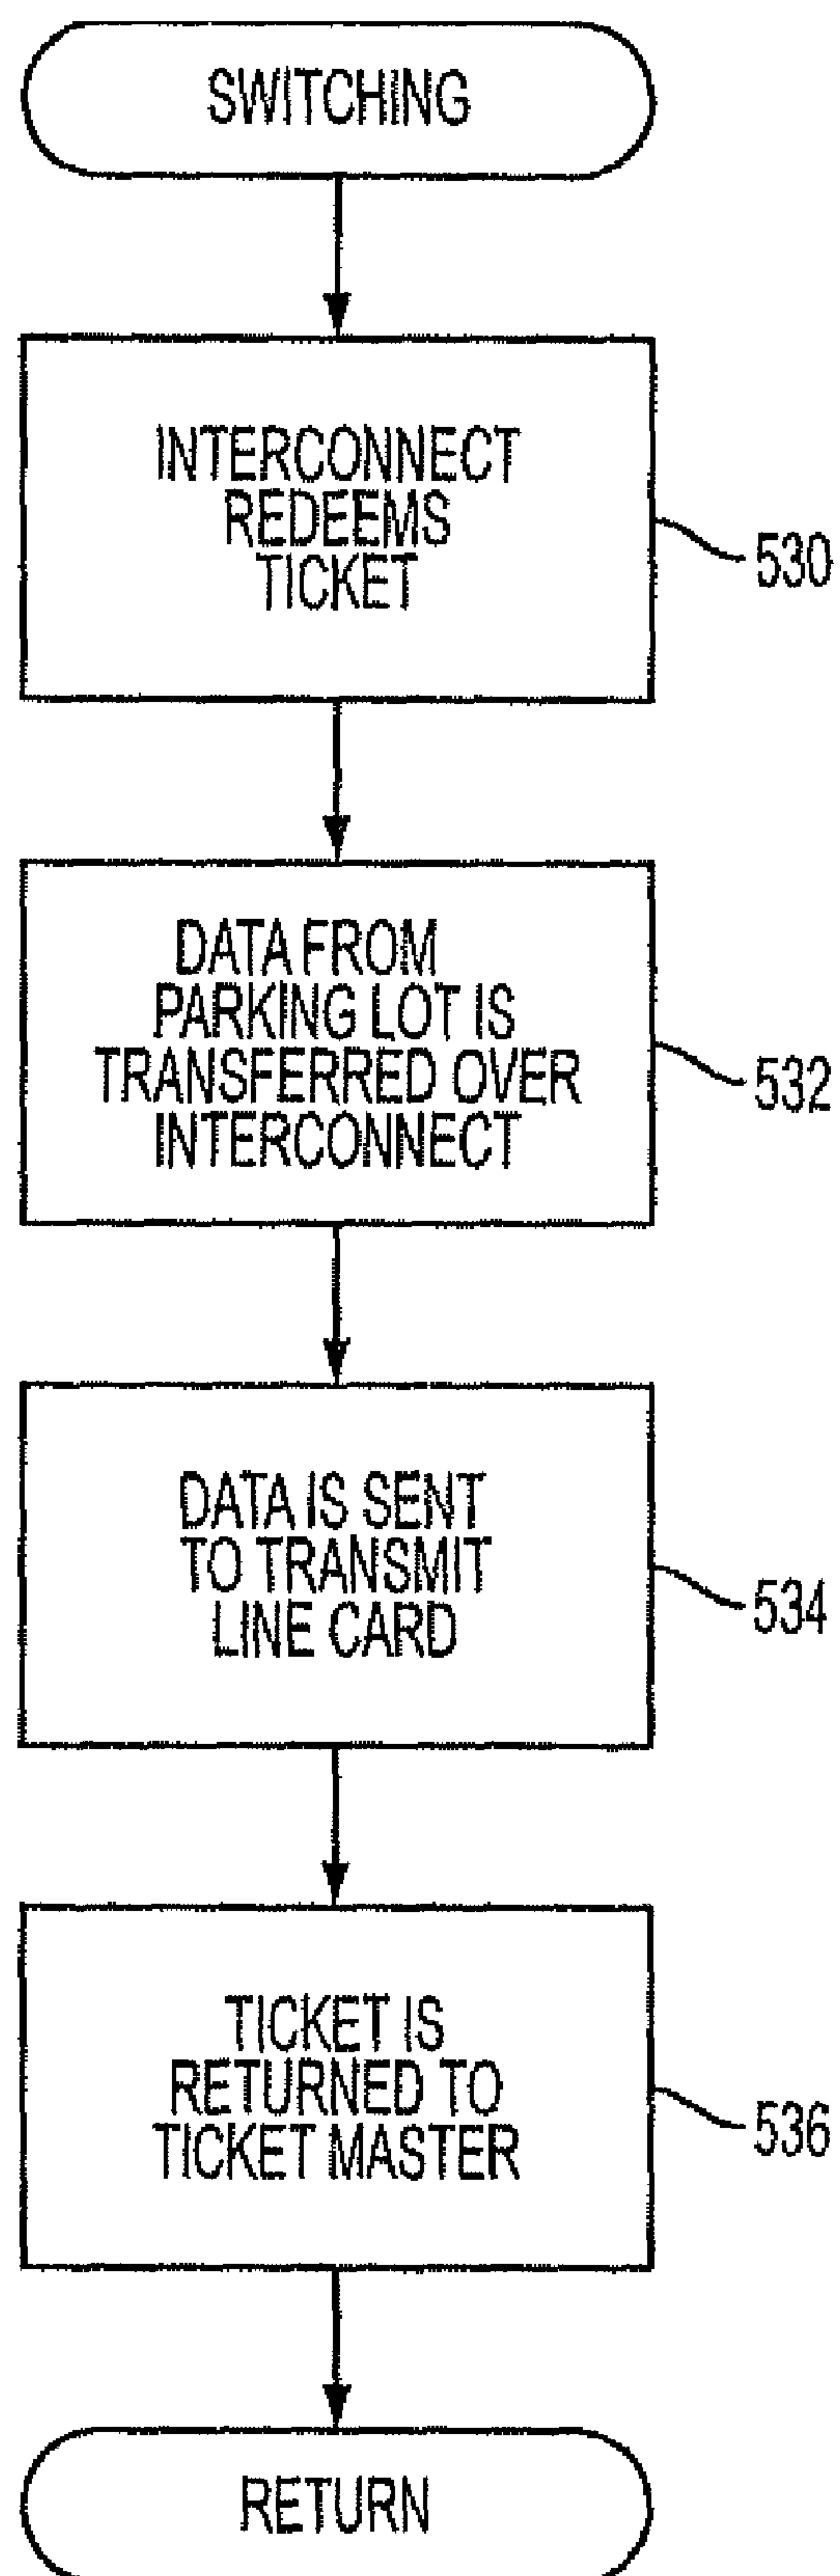 SWITCHING
INTERCONNECT
REDEEMS
TICKET
530
DATA FROM
PARKING LOT IS
TRANSFERRED OVER
INTERCONNECT
532
DATA IS SENT
TO TRANSMIT
LINE CARD
534
TICKET IS
RETURNED TO
TICKET MASTER
536
RETURN